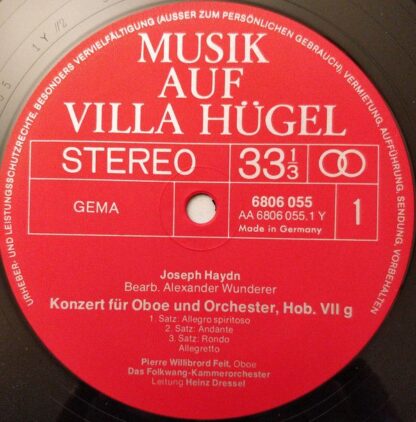 URHEBER- UND LEISTUNGSSCHUTZRECHTE, BESONDERS VERVIELFÄLTIGUNG (AUSSER ZUM PERSÖNLICHEN GEBRAUCH), VERMIETUNG, AUFFÜHRUNG, SENDUNG, VORBEHALTEN
MUSIK
AUF
VILLA HÜGEL
STEREO
33 1/3
GEMA
6806 055
AA 6806 055.1 Y
Made in Germany
1
Joseph Haydn
Bearb. Alexander Wunderer
Konzert für Oboe und Orchester, Hob. VII g
1. Satz: Allegro spiritoso
2. Satz: Andante
3. Satz: Rondo
Allegretto
Pierre Willibrord Feit, Oboe
Das Folkwang-Kammerorchester
Leitung Heinz Dressel